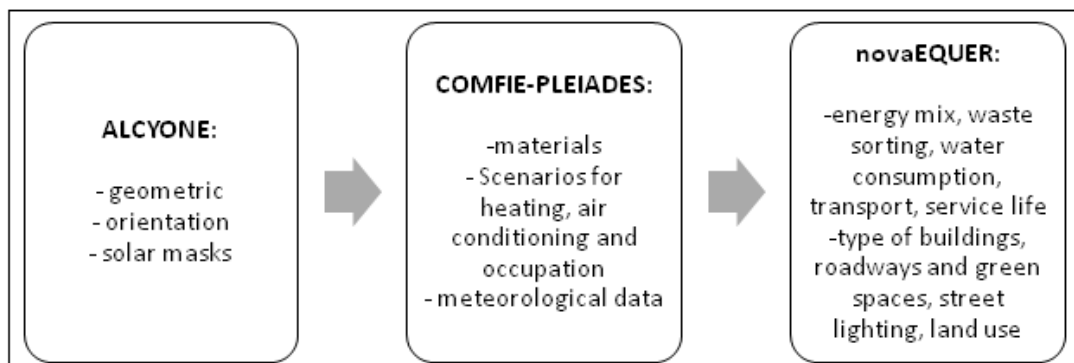 ALCYONE:
- geometric
- orientation
- solar masks
COMFIE-PLEIADES:
-materials
- Scenarios for
heating, air
conditioning and
occupation
- meteorological data
novaEQUER:
-energy mix, waste
sorting, water
consumption,
transport, service life
-type of buildings,
roadways and green
spaces, street
lighting, land use